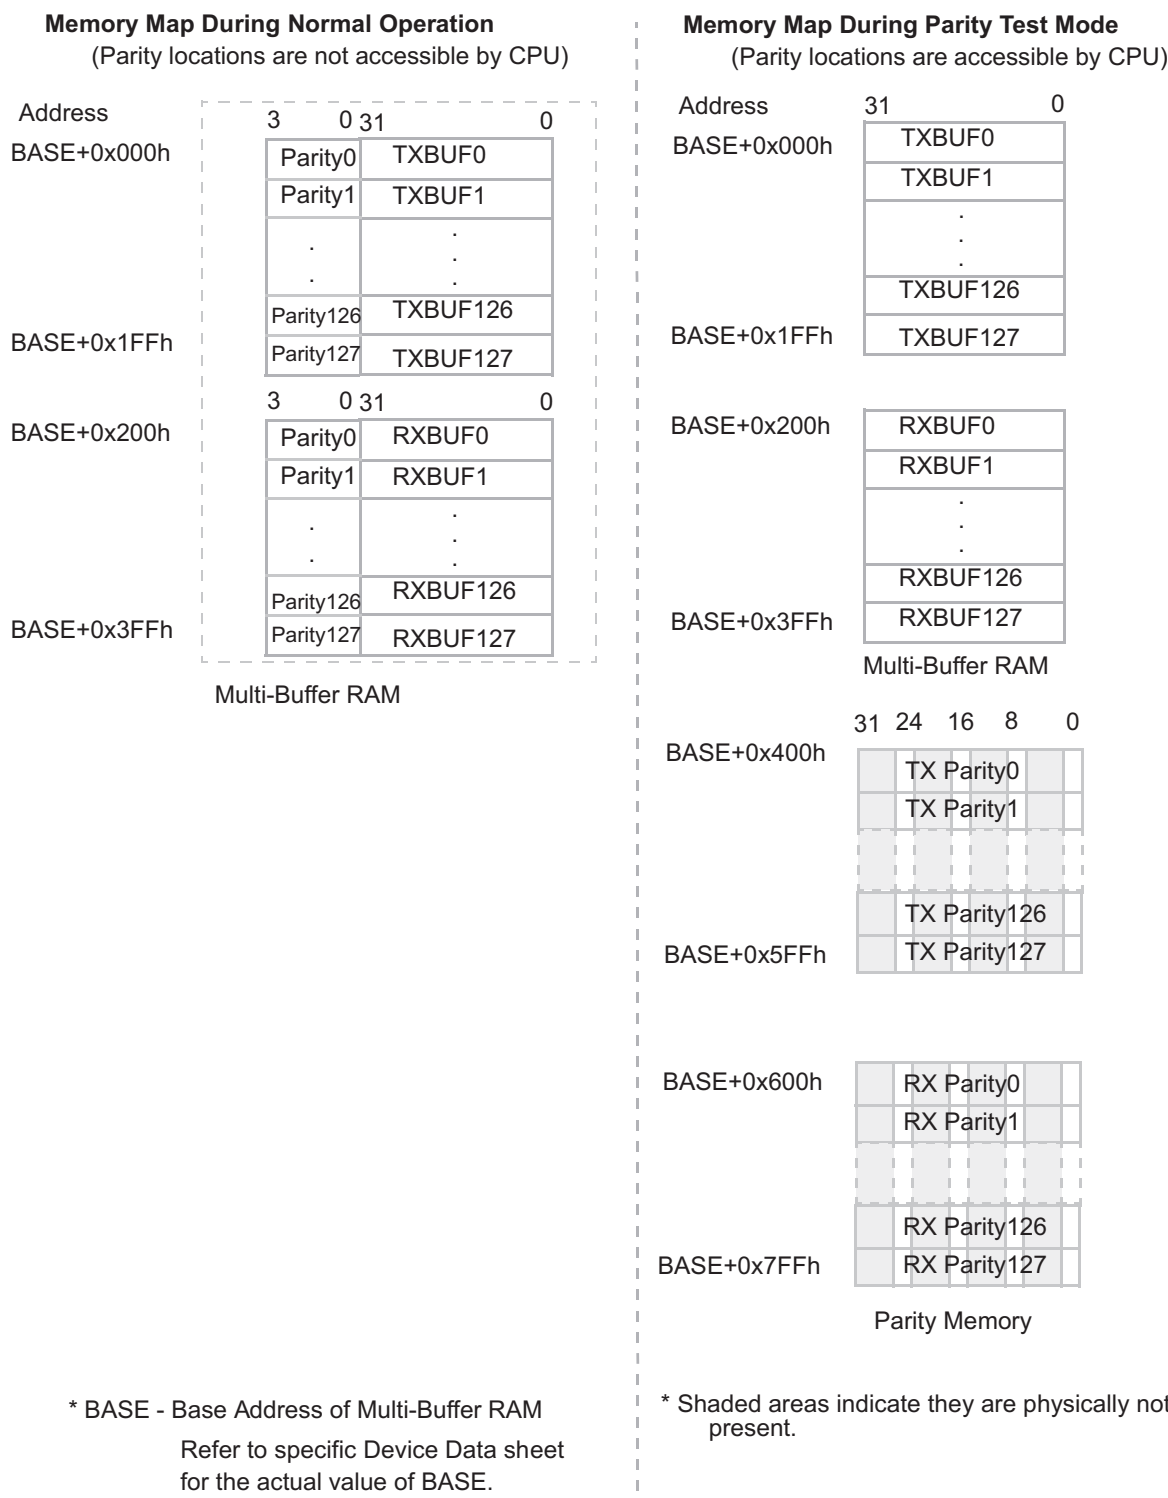 Memory Map During Normal Operation
(Parity locations are not accessible by CPU)
Address
3 0 31 0
BASE+0x000h
Parity0 TXBUF0
Parity1 TXBUF1
. .
. .
.
Parity126 TXBUF126
BASE+0x1FFh
Parity127 TXBUF127
3 0 31 0
BASE+0x200h
Parity0 RXBUF0
Parity1 RXBUF1
. .
. .
.
Parity126 RXBUF126
BASE+0x3FFh
Parity127 RXBUF127
Multi-Buffer RAM
* BASE - Base Address of Multi-Buffer RAM
Refer to specific Device Data sheet
for the actual value of BASE.
Memory Map During Parity Test Mode
(Parity locations are accessible by CPU)
Address
31 0
BASE+0x000h
TXBUF0
TXBUF1
.
.
.
TXBUF126
BASE+0x1FFh
TXBUF127
BASE+0x200h
RXBUF0
RXBUF1
.
.
.
RXBUF126
BASE+0x3FFh
RXBUF127
Multi-Buffer RAM
31 24 16 8 0
BASE+0x400h
TX Parity0
TX Parity1
TX Parity126
BASE+0x5FFh
TX Parity127
BASE+0x600h
RX Parity0
RX Parity1
RX Parity126
BASE+0x7FFh
RX Parity127
Parity Memory
* Shaded areas indicate they are physically not
present.